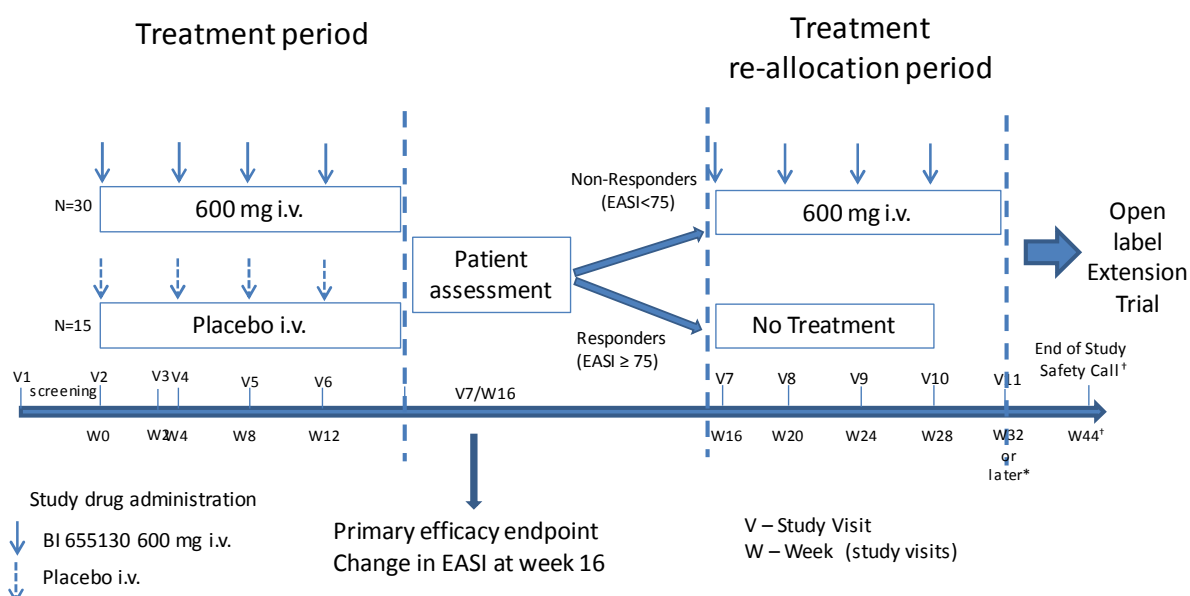 Treatment period
Treatment
re-allocation period
Non-Responders
(EASI<75)
N=30
600 mg i.v.
600 mg i.v.
Patient
assessment
Open
label
Extension
Trial
N=15
Placebo i.v.
Responders
(EASI ≥ 75)
No Treatment
End of Study
Safety Call†
V1
screening
V2
V3
V4
V5
V6
V7/W16
V7
V8
V9
V10
V11
W0
W2
W4
W8
W12
W16
W20
W24
W28
W32
or
later*
W44†
Study drug administration
BI 655130 600 mg i.v.
Placebo i.v.
Primary efficacy endpoint
Change in EASI at week 16
V – Study Visit
W – Week (study visits)